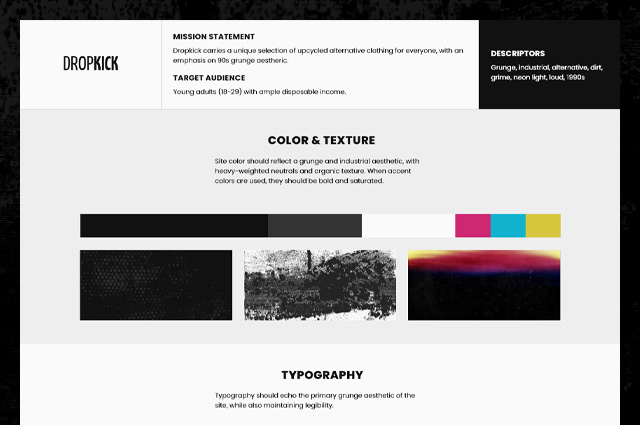 DROPKICK
MISSION STATEMENT
Dropkick carries a unique selection of upcycled alternative clothing for everyone, with an
emphasis on 90s grunge aestheric.
TARGET AUDIENCE
Young adults (18-29) with ample disposable income.
DESCRIPTORS
Grunge, industrial, alternative, dirt,
grime, neon light, loud, 1990s
COLOR & TEXTURE
Site color should reflect a grunge and industrial aesthetic, with
heavy-weighted neutrals and organic texture. When accent
colors are used, they should be bold and saturated.
TYPOGRAPHY
Typography should echo the primary grunge aesthetic of the
site, while also maintaining legibility.